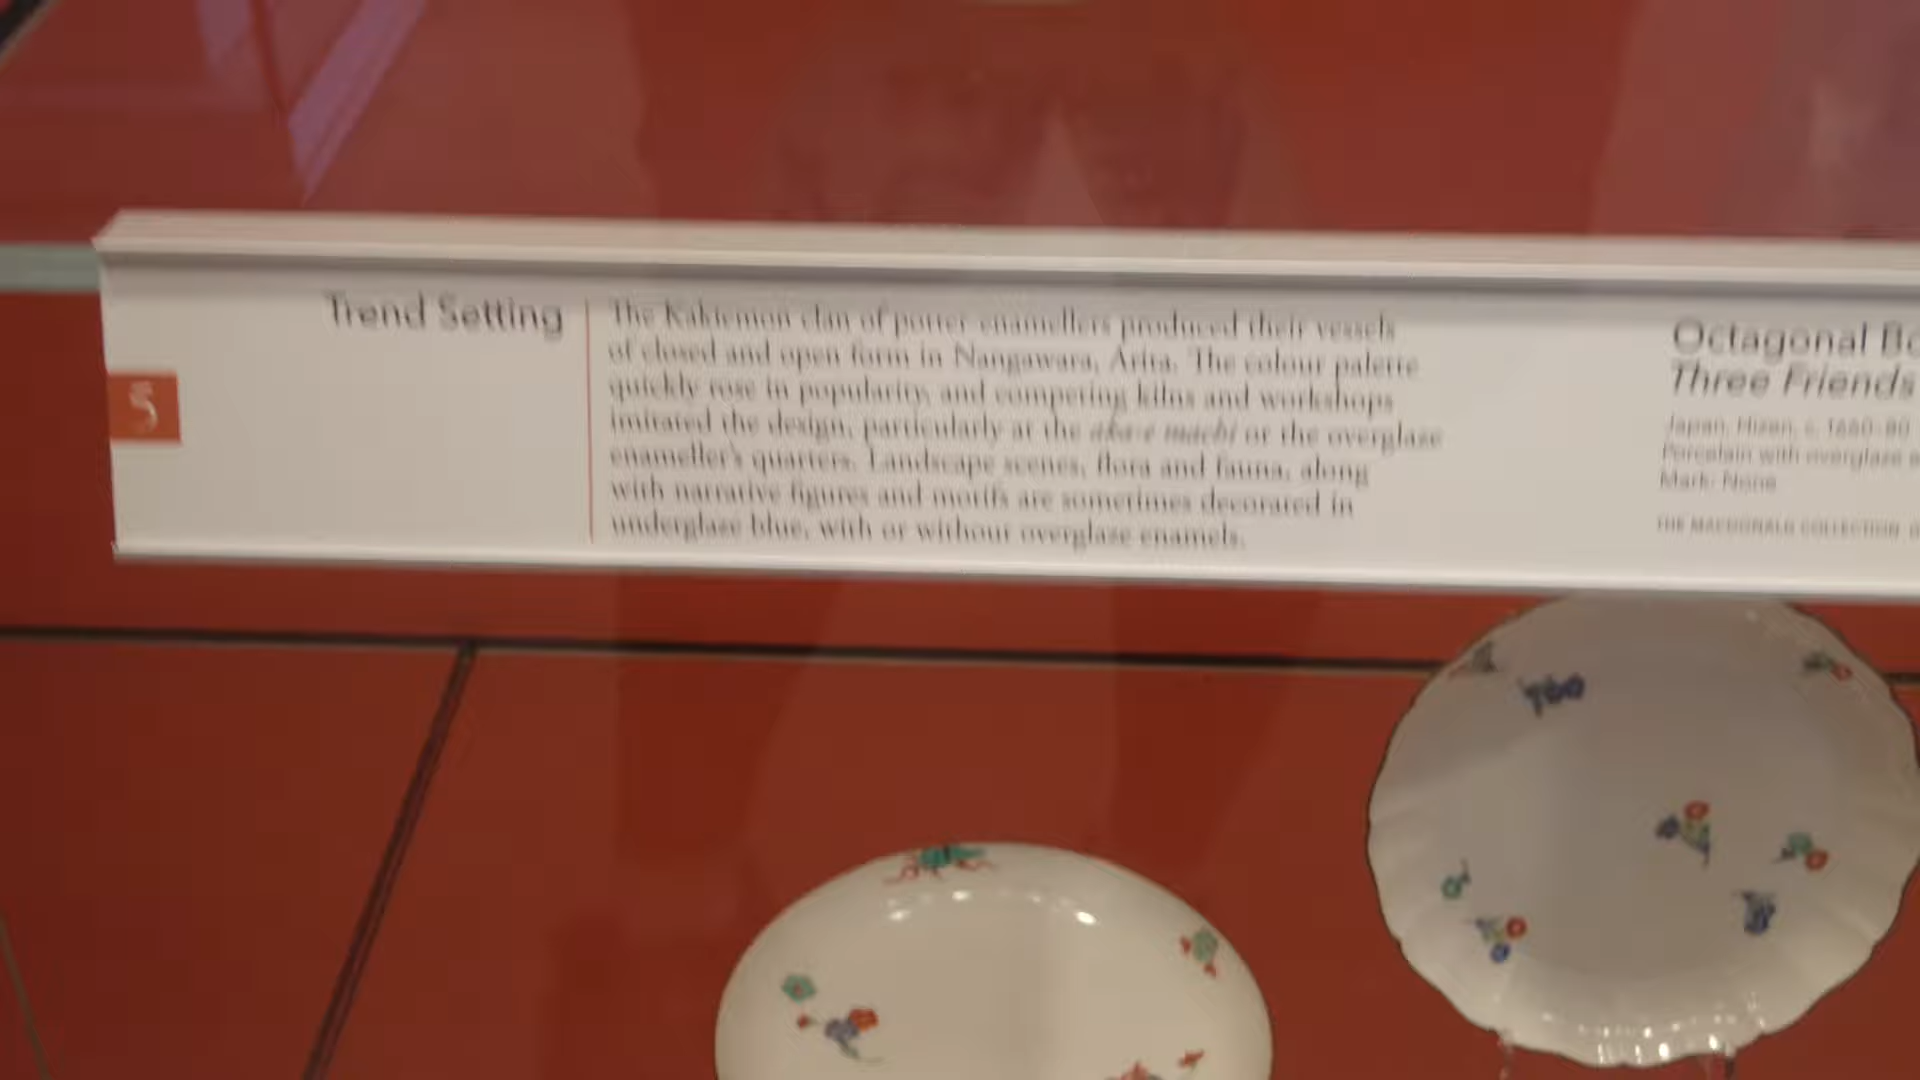 Trend Setting
5
The Kakiemon clan of potter enamellers produced their vessels
of closed and open form in Nangawara, Arita. The colour palette
quickly rose in popularity, and competing kilns and workshops
imitated the design, particularly at the aka-e machi or the overglaze
enameller's quarters. Landscape scenes, flora and fauna, along
with narrative figures and motifs are sometimes decorated in
underglaze blue, with or without overglaze enamels.
Octagonal Bo
Three Friends
Japan, Hizen, c. 1660-80
Porcelain with overglaze
Mark: None
THE MACDONALD COLLECTION